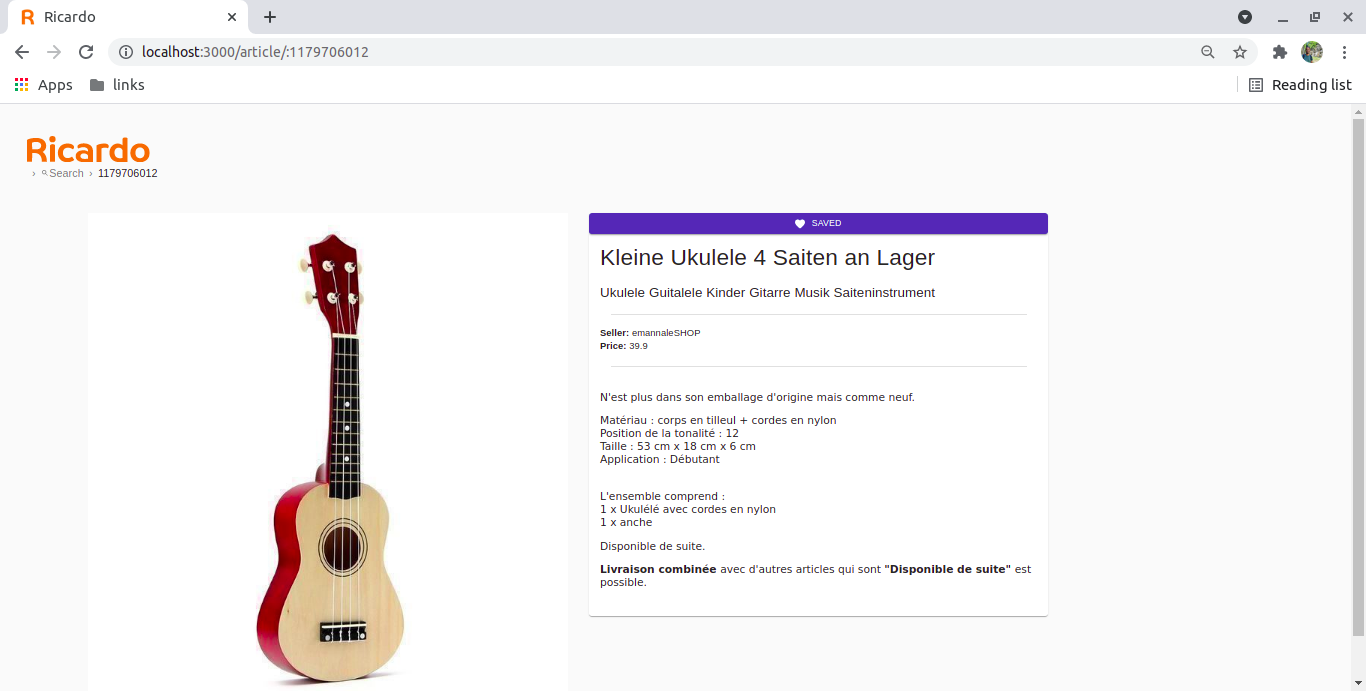 Ricardo
localhost:3000/article/:1179706012
Apps
links
Reading list
Ricardo
› Search › 1179706012
SAVED
Kleine Ukulele 4 Saiten an Lager
Ukulele Guitalele Kinder Gitarre Musik Saiteninstrument
Seller: emannaleSHOP
Price: 39.9
N'est plus dans son emballage d'origine mais comme neuf.
Matériau : corps en tilleul + cordes en nylon
Position de la tonalité : 12
Taille : 53 cm x 18 cm x 6 cm
Application : Débutant
L'ensemble comprend :
1 x Ukulélé avec cordes en nylon
1 x anche
Disponible de suite.
Livraison combinée avec d'autres articles qui sont "Disponible de suite" est
possible.